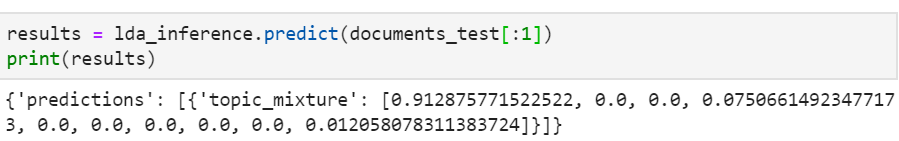 results = lda_inference.predict(documents_test[:1])
print(results)
{'predictions': [{'topic_mixture': [0.912875771522522, 0.0, 0.0, 0.0750661492347717
3, 0.0, 0.0, 0.0, 0.0, 0.0, 0.012058078311383724]}]}